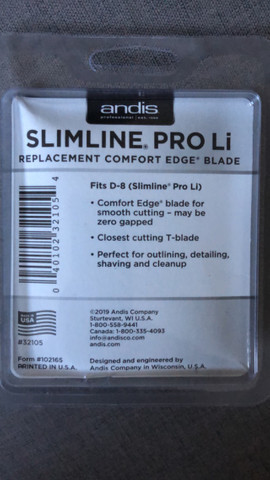 andis
professional | est. 1922
SLIMLINE® PRO Li
REPLACEMENT COMFORT EDGE® BLADE
Fits D-8 (Slimline® Pro Li)
• Comfort Edge® blade for
smooth cutting – may be
zero gapped
• Closest cutting T-blade
• Perfect for outlining, detailing,
shaving and cleanup
0 40102 32105 4
USA
#32105
Form #102165
PRINTED IN U.S.A.
©2019 Andis Company
Sturtevant, WI U.S.A.
1-800-558-9441
Canada: 1-800-335-4093
info@andisco.com
andis.com
Designed and engineered by
Andis Company in Wisconsin, U.S.A.